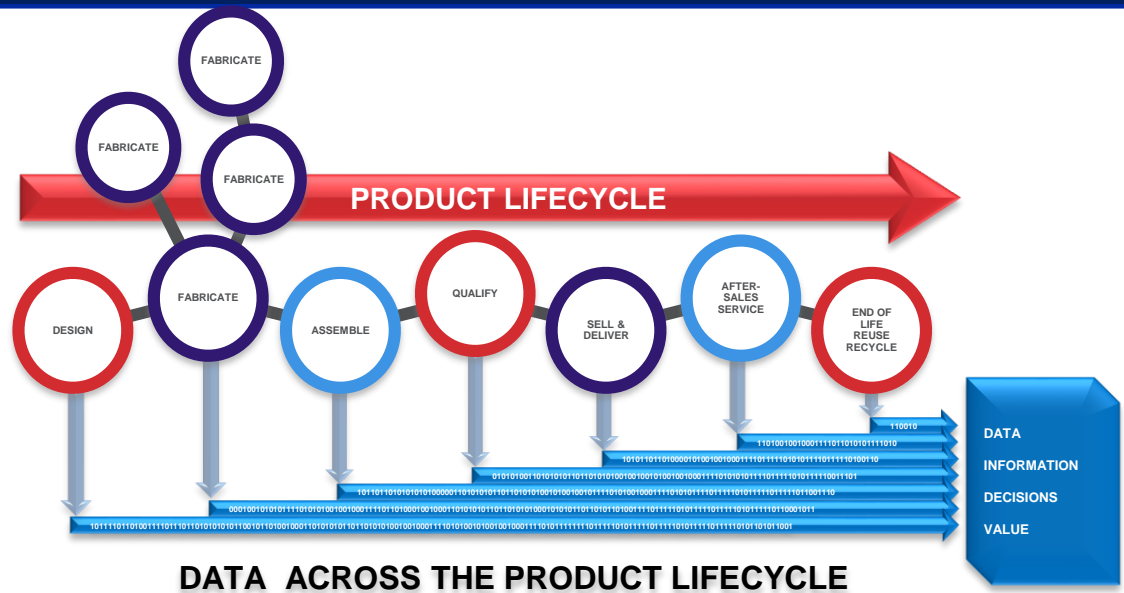 FABRICATE
FABRICATE
FABRICATE
PRODUCT LIFECYCLE
DESIGN
FABRICATE
ASSEMBLE
QUALIFY
SELL &
DELIVER
AFTER-
SALES
SERVICE
END OF
LIFE
REUSE
RECYCLE
110010
DATA
INFORMATION
DECISIONS
VALUE
DATA ACROSS THE PRODUCT LIFECYCLE